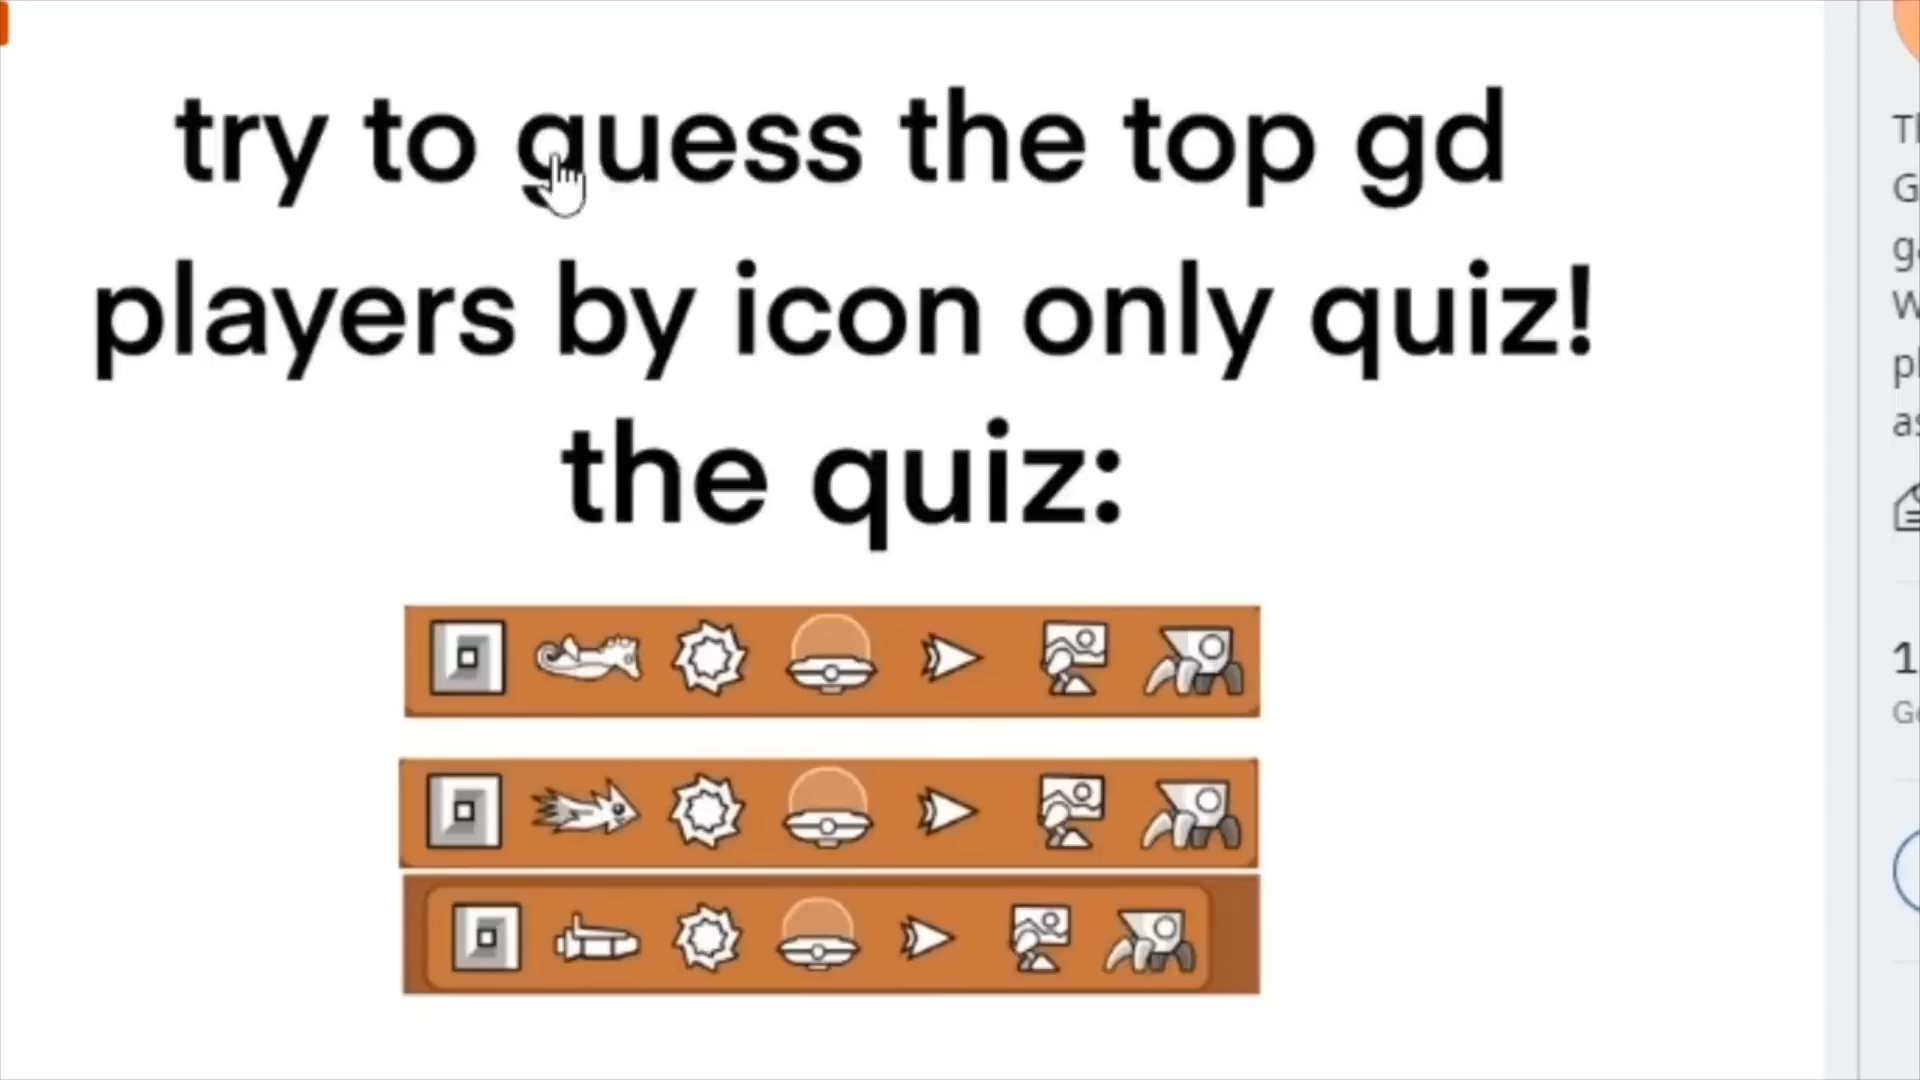 try to guess the top gd
players by icon only quiz!
the quiz: